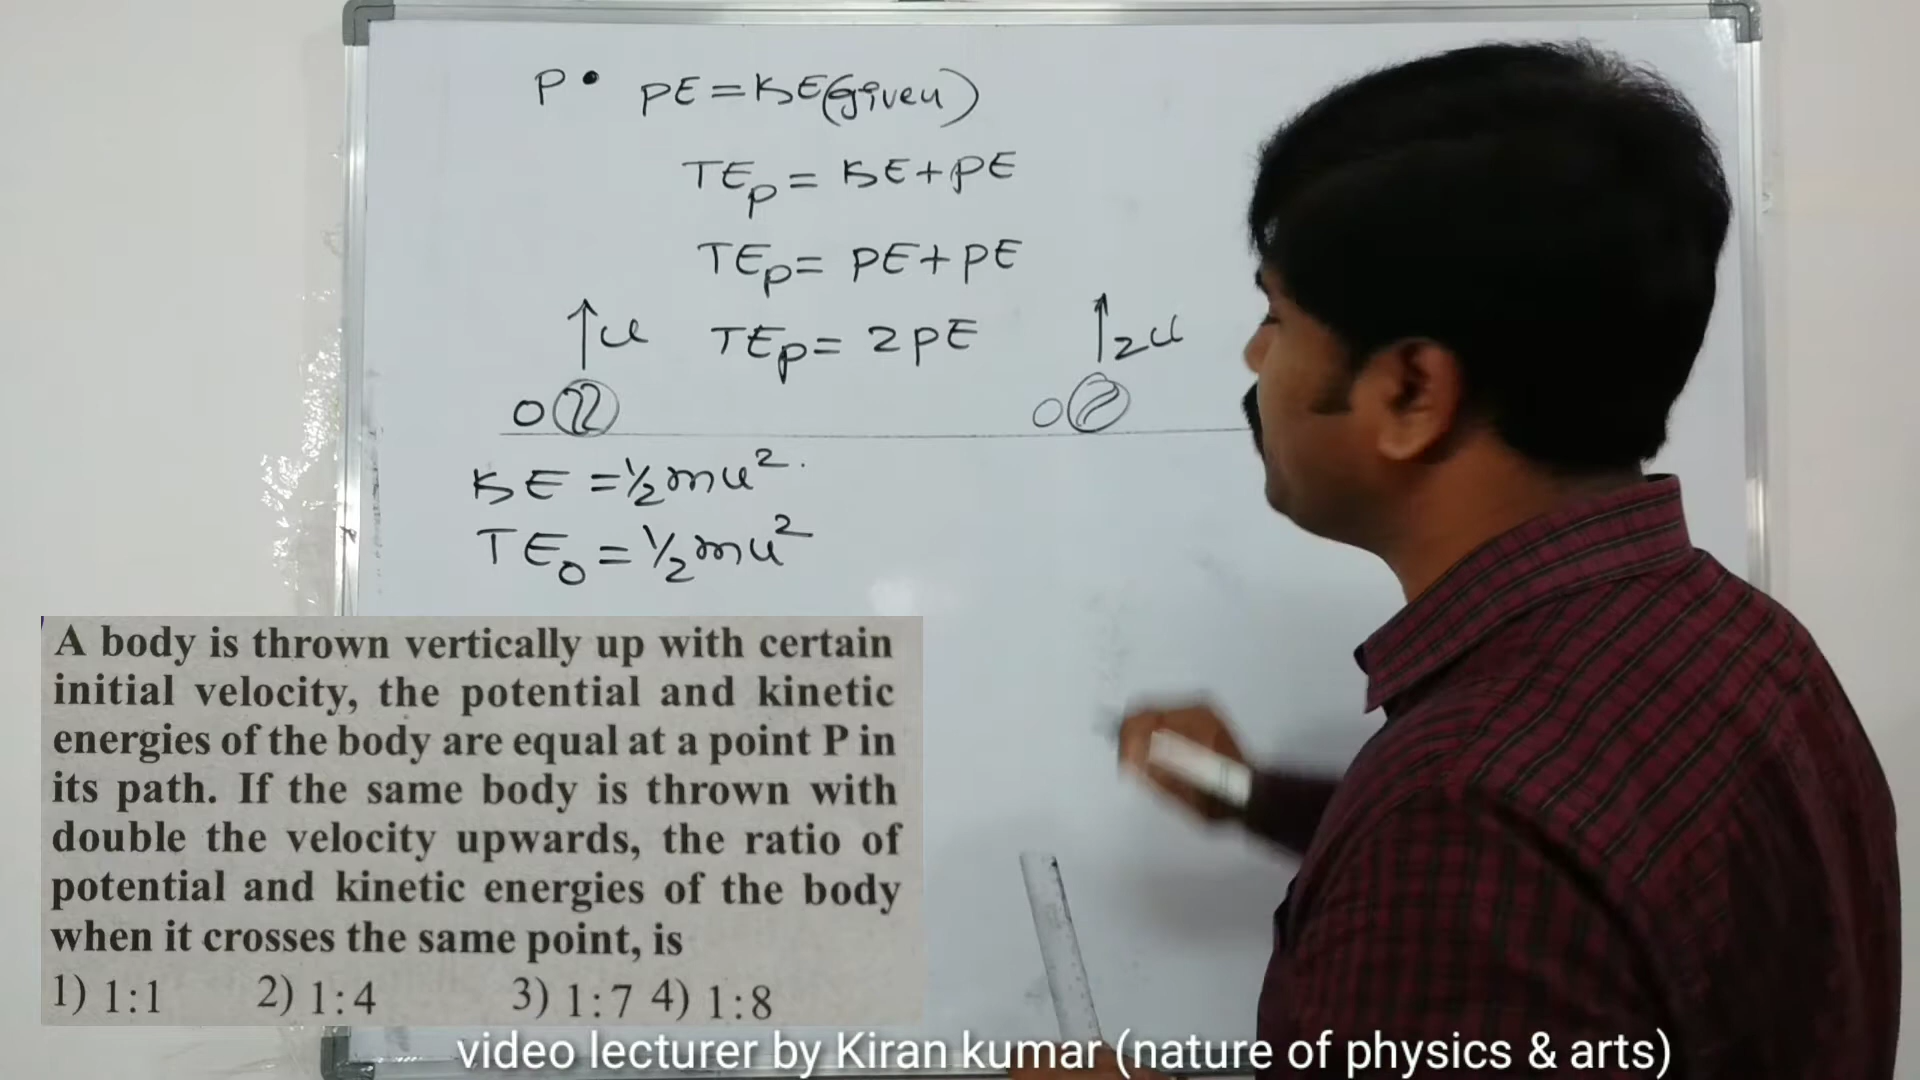 P• PE = KE(given)
TEp = KE + PE
TEp = PE + PE
↑u TEp = 2PE ↑2u
O O
KE = ½mu².
TE₀ = ½mu²
A body is thrown vertically up with certain
initial velocity, the potential and kinetic
energies of the body are equal at a point P in
its path. If the same body is thrown with
double the velocity upwards, the ratio of
potential and kinetic energies of the body
when it crosses the same point, is
1) 1:1 2) 1:4 3) 1:7 4) 1:8
video lecturer by Kiran kumar (nature of physics & arts)